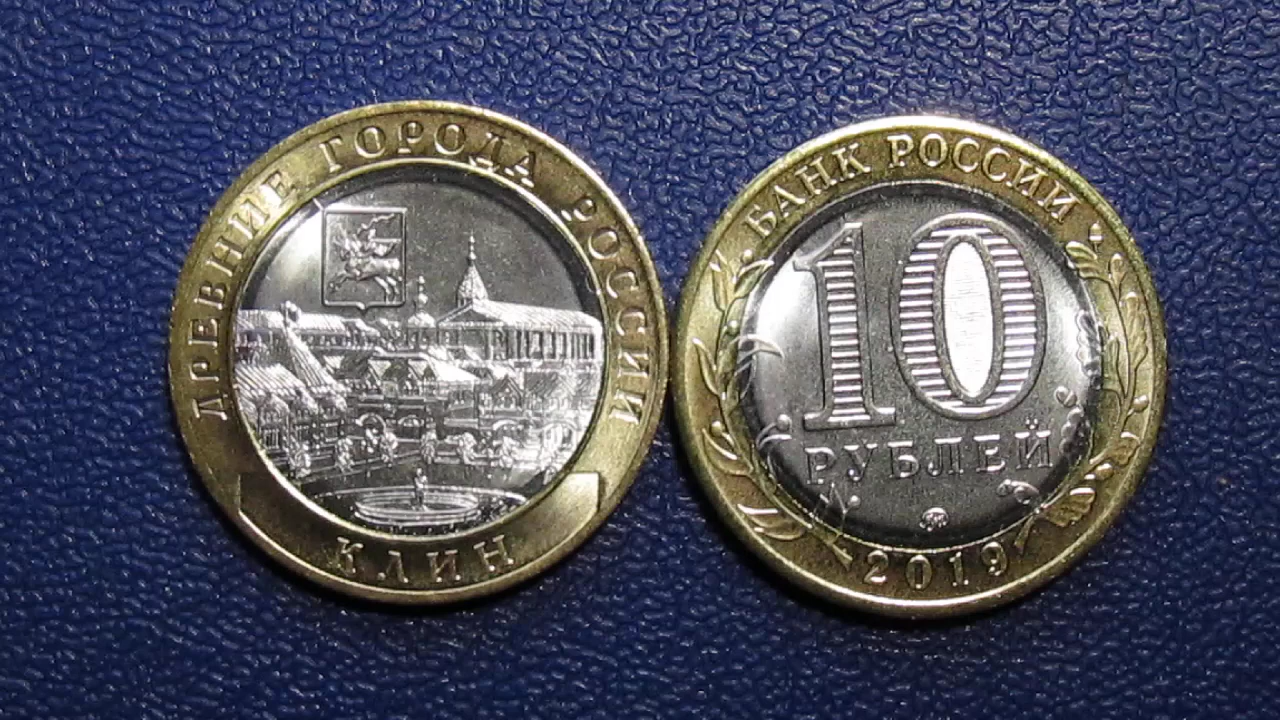 ДРЕВНИЕ ГОРОДА РОССИИ
КЛИН
БАНК РОССИИ
10
РУБЛЕЙ
2019